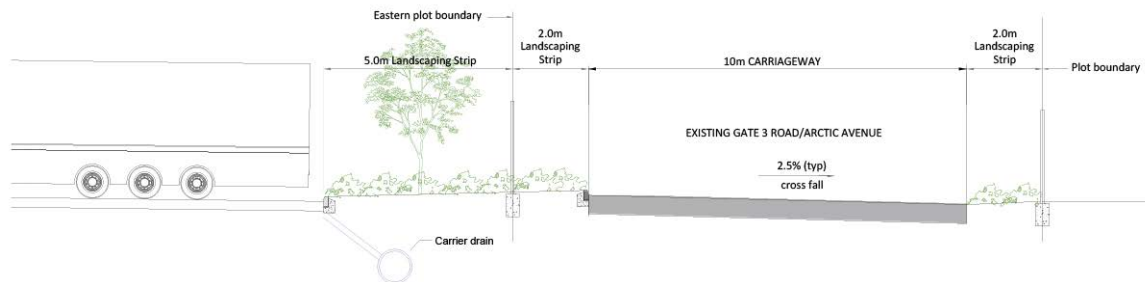 Eastern plot boundary
2.0m
Landscaping
Strip
2.0m
Landscaping
Strip
5.0m Landscaping Strip
10m CARRIAGEWAY
Plot boundary
EXISTING GATE 3 ROAD/ARCTIC AVENUE
2.5% (typ)
cross fall
Carrier drain